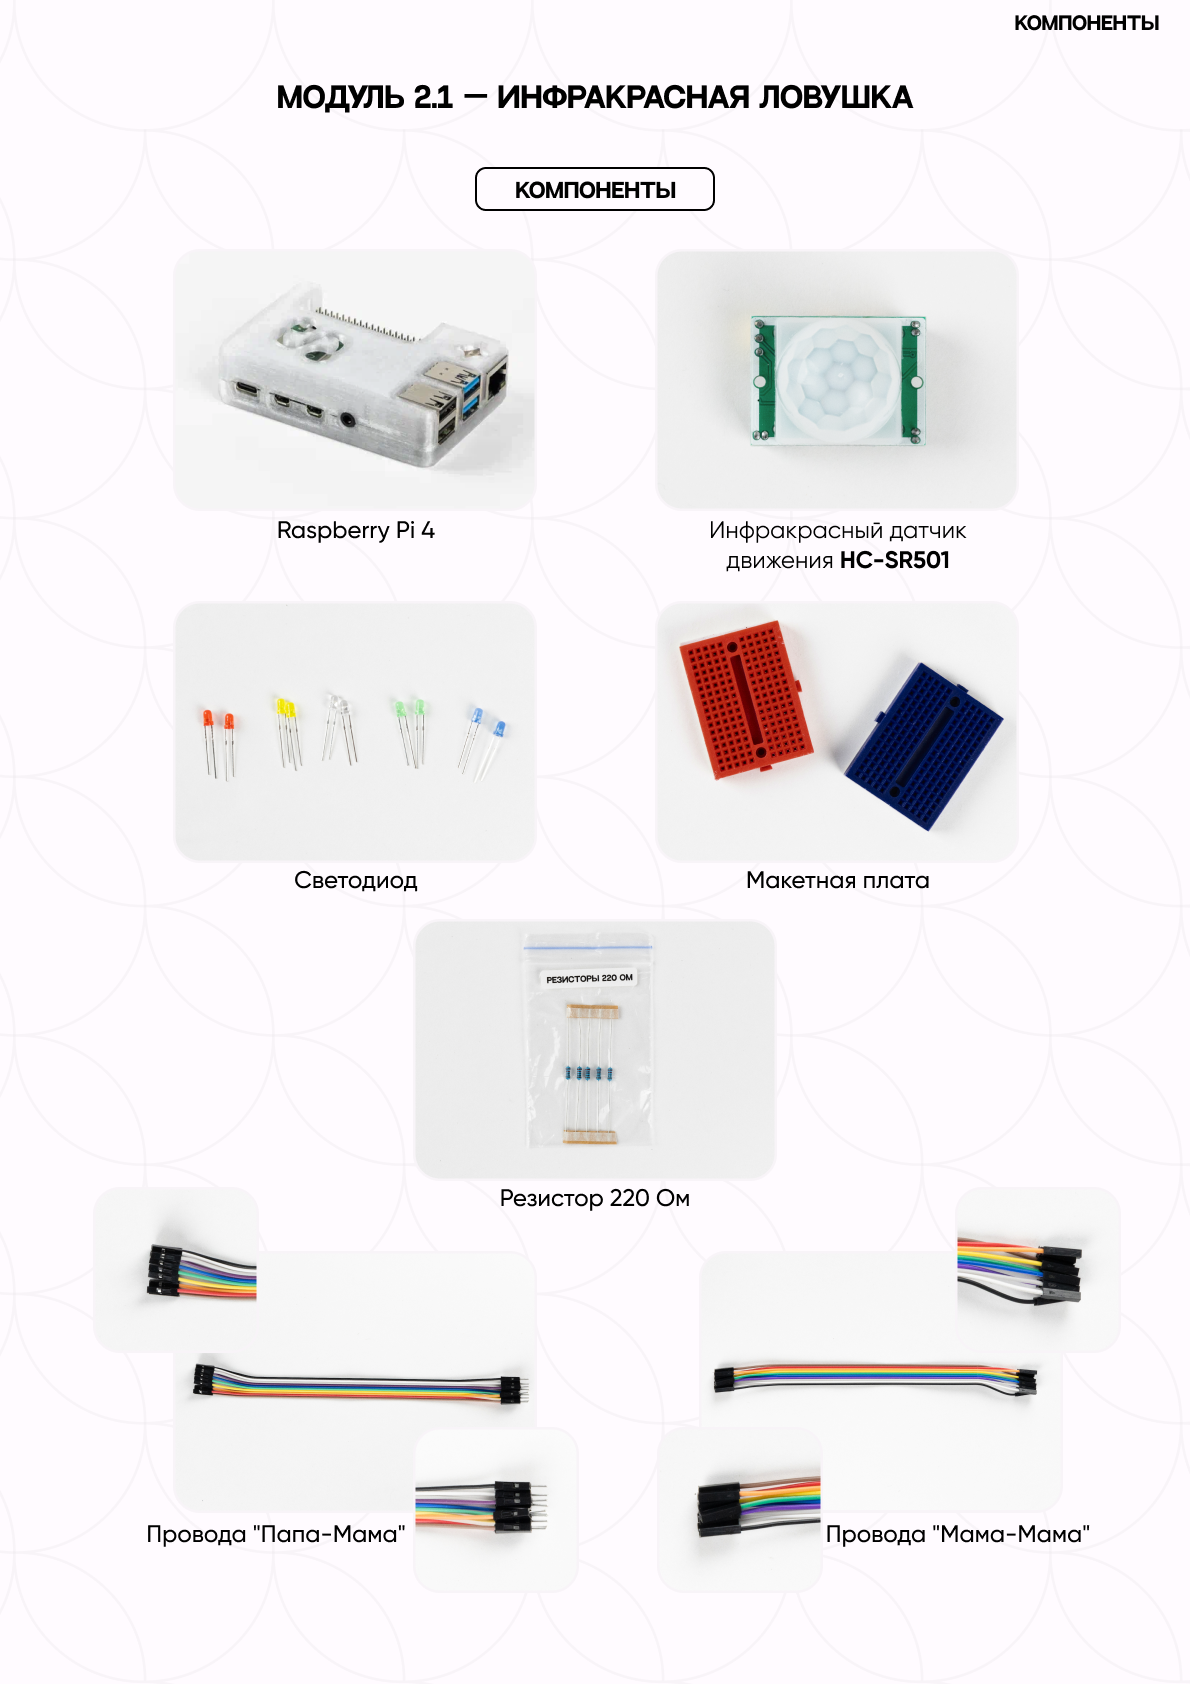 КОМПОНЕНТЫ
МОДУЛЬ 2.1 — ИНФРАКРАСНАЯ ЛОВУШКА
КОМПОНЕНТЫ
Raspberry Pi 4
Инфракрасный датчик
движения HC-SR501
Светодиод
Макетная плата
РЕЗИСТОРЫ 220 ОМ
Резистор 220 Ом
Провода "Папа-Мама"
Провода "Мама-Мама"